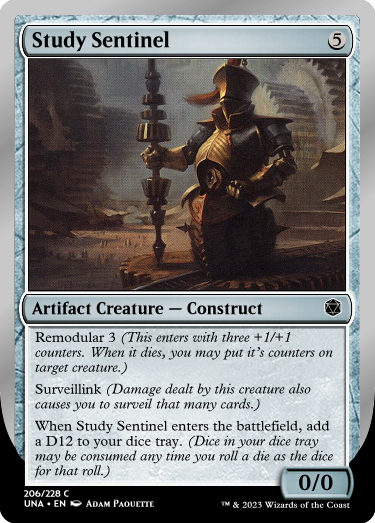 Study Sentinel 5
Artifact Creature — Construct
Remodular 3 (This enters with three +1/+1
counters. When it dies, you may put it's counters on
target creature.)
Surveillink (Damage dealt by this creature also
causes you to surveil that many cards.)
When Study Sentinel enters the battlefield, add
a D12 to your dice tray. (Dice in your dice tray
may be consumed any time you roll a die as the dice
for that roll.)
0/0
206/228 C
UNA • EN Adam Paquette
™ & 2023 Wizards of the Coast